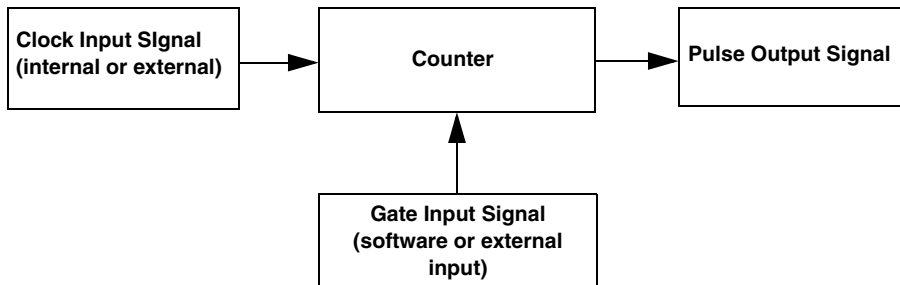 Clock Input SIgnal
(internal or external)
Counter
Pulse Output Signal
Gate Input Signal
(software or external
input)